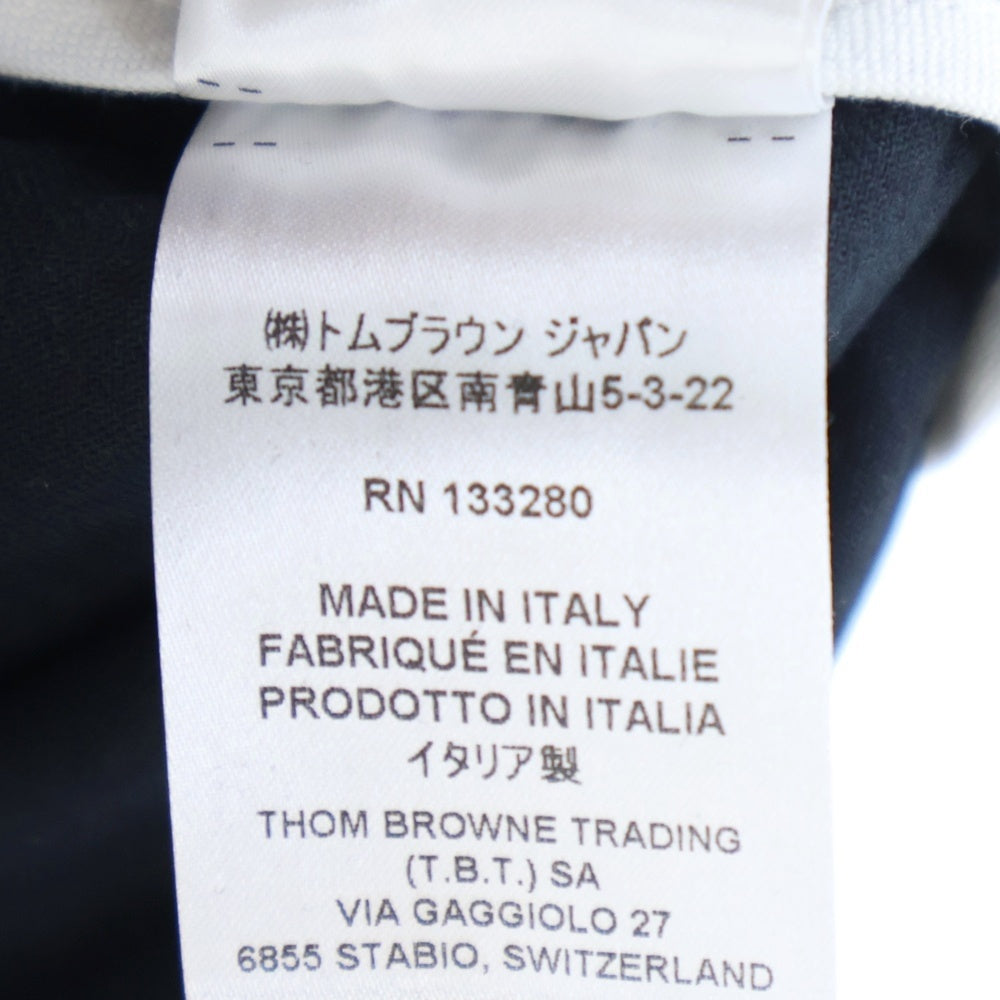 ㈱トムブラウン ジャパン
東京都港区南青山5-3-22
RN 133280
MADE IN ITALY
FABRIQUÉ EN ITALIE
PRODOTTO IN ITALIA
イタリア製
THOM BROWNE TRADING
(T.B.T.) SA
VIA GAGGIOLO 27
6855 STABIO, SWITZERLAND